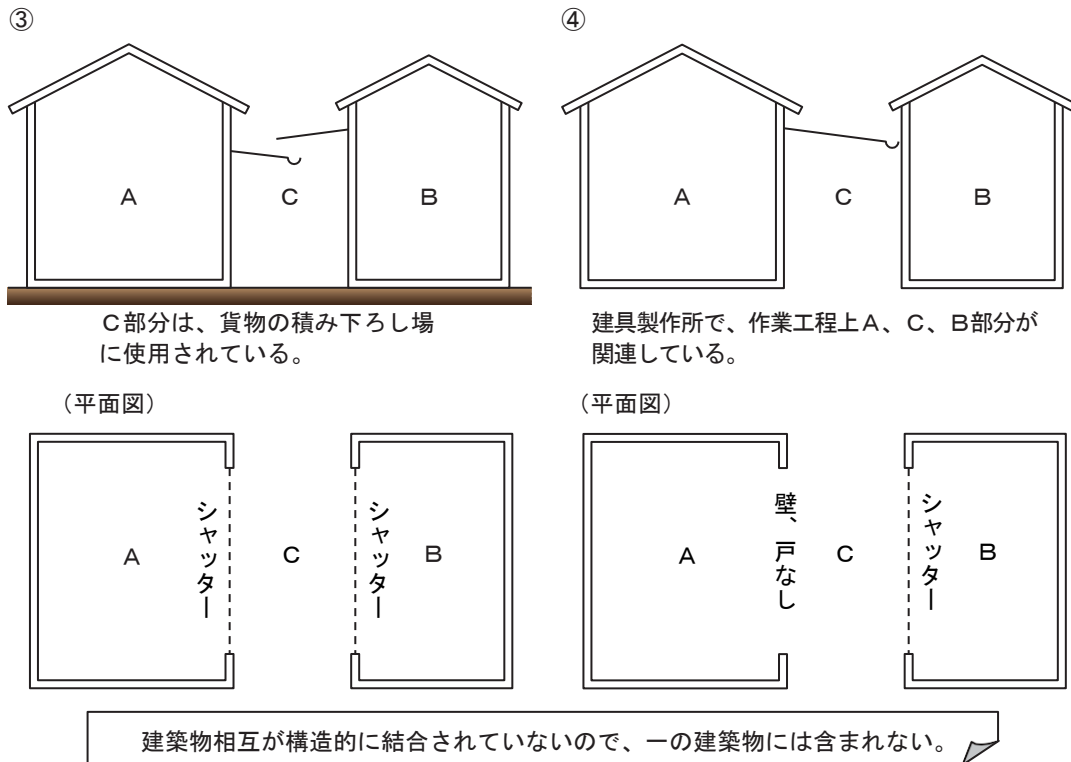 ③
A
C
B
C部分は、貨物の積み下ろし場
に使用されている。
(平面図)
A
シャッター
C
シャッター
B
④
A
C
B
建具製作所で、作業工程上A、C、B部分が
関連している。
(平面図)
A
壁、戸なし
C
シャッター
B
建築物相互が構造的に結合されていないので、一の建築物には含まれない。